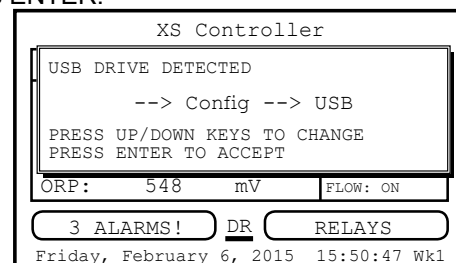 ENTER.
XS Controller
USB DRIVE DETECTED
--> Config --> USB
PRESS UP/DOWN KEYS TO CHANGE
PRESS ENTER TO ACCEPT
ORP: 548 mV FLOW: ON
3 ALARMS! DR RELAYS
Friday, February 6, 2015 15:50:47 Wk1